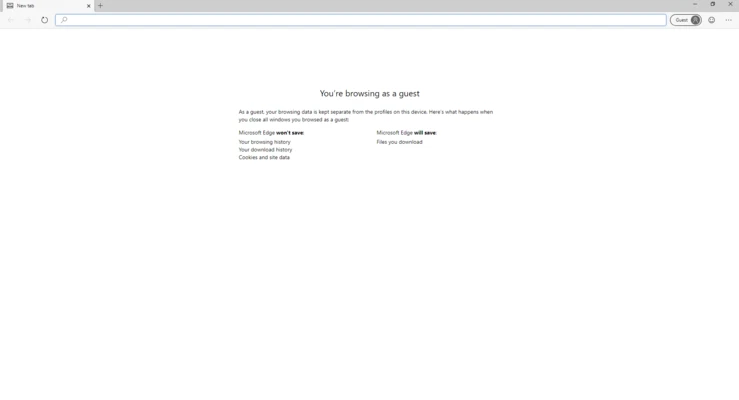 New tab
Guest
You're browsing as a guest
As a guest, your browsing data is kept separate from the profiles on this device. Here's what happens when
you close all windows you browsed as a guest:
Microsoft Edge won't save:
Your browsing history
Your download history
Cookies and site data
Microsoft Edge will save:
Files you download